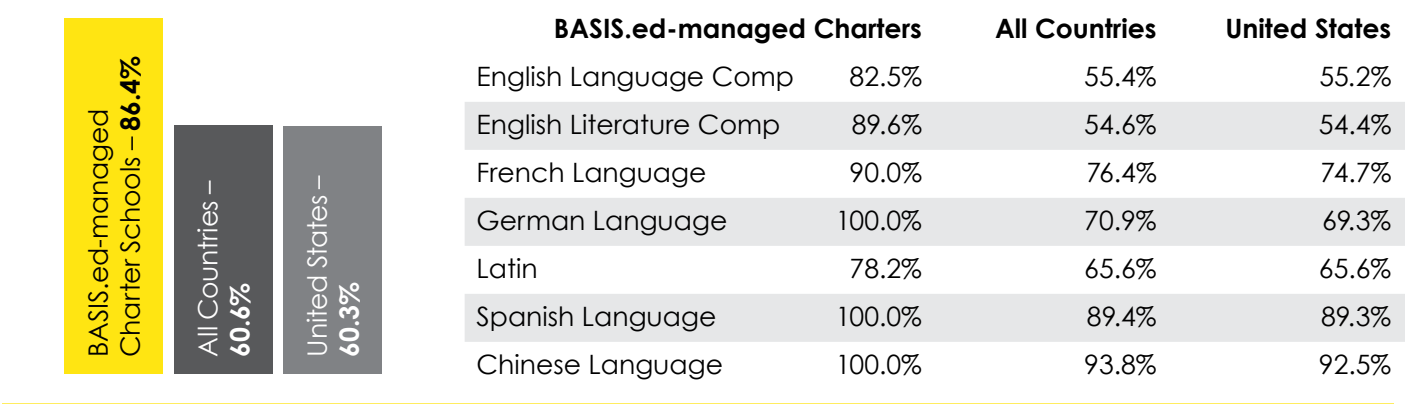 BASIS.ed-managed
Charter Schools – 86.4%
All Countries –
60.6%
United States –
60.3%
BASIS.ed-managed Charters All Countries United States
English Language Comp 82.5% 55.4% 55.2%
English Literature Comp 89.6% 54.6% 54.4%
French Language 90.0% 76.4% 74.7%
German Language 100.0% 70.9% 69.3%
Latin 78.2% 65.6% 65.6%
Spanish Language 100.0% 89.4% 89.3%
Chinese Language 100.0% 93.8% 92.5%